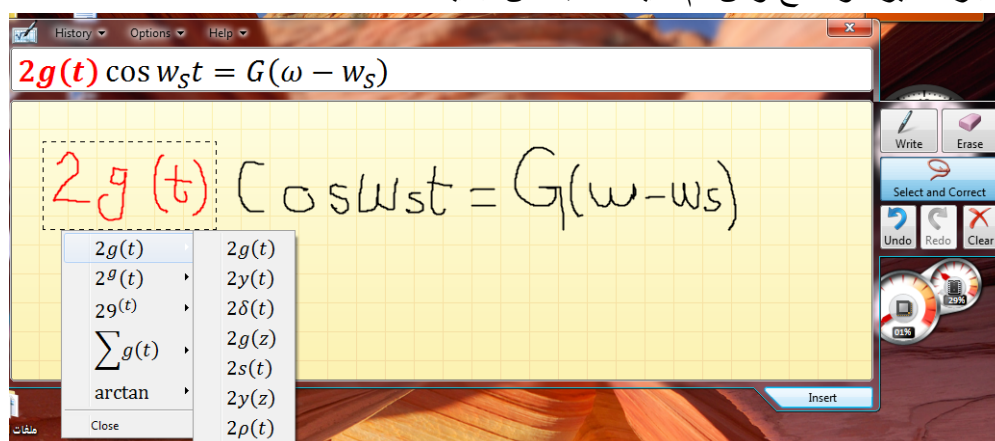 History Options Help
2g(t) cos w_S t = G(ω − w_S)
2g(t) Cos wst = G(w-ws)
Write Erase
Select and Correct
Undo Redo Clear
2g(t) 2g(t)
2^g(t) 2y(t)
29^(t) 2δ(t)
∑g(t) 2g(z)
2s(t)
arctan 2y(z)
Close 2ρ(t)
Insert
29%
01%
ملفات